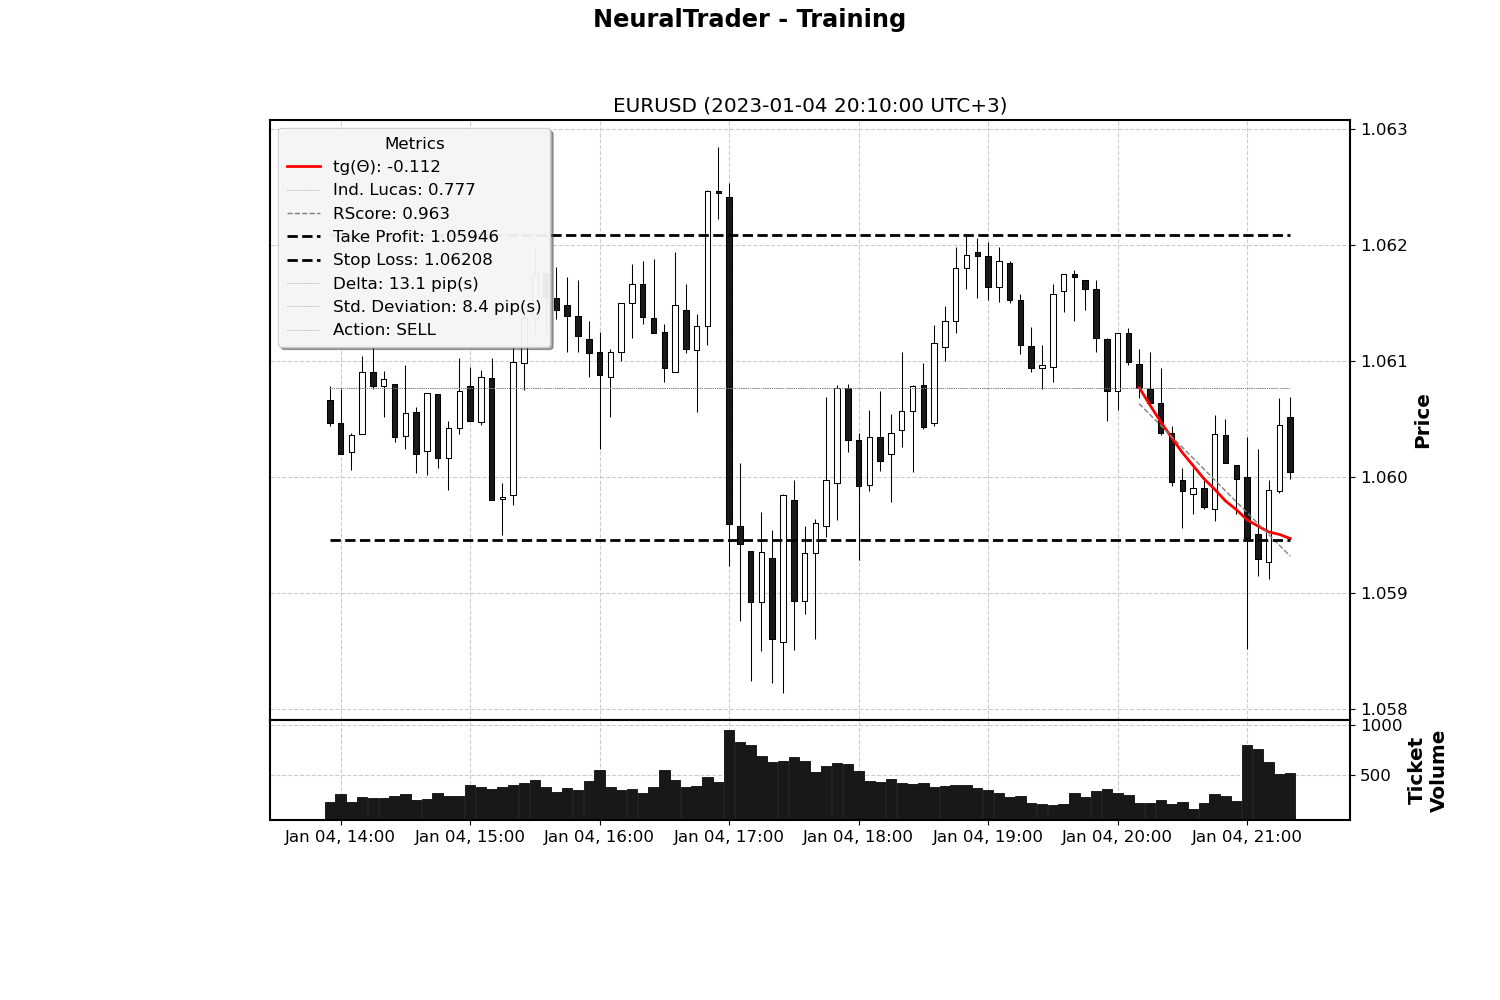 NeuralTrader - Training
EURUSD (2023-01-04 20:10:00 UTC+3)
Metrics
tg(Θ): -0.112
Ind. Lucas: 0.777
RScore: 0.963
Take Profit: 1.05946
Stop Loss: 1.06208
Delta: 13.1 pip(s)
Std. Deviation: 8.4 pip(s)
Action: SELL
1.063
1.062
1.061
1.060
1.059
1.058
Price
1000
500
Ticket
Volume
Jan 04, 14:00
Jan 04, 15:00
Jan 04, 16:00
Jan 04, 17:00
Jan 04, 18:00
Jan 04, 19:00
Jan 04, 20:00
Jan 04, 21:00